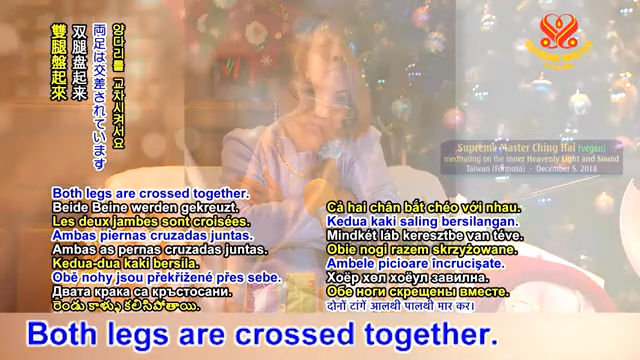 양다리를 교차시켜서요
両足は交差されています
双腿盘起来
雙腿盤起來
Supreme Master Ching Hai (vegan)
meditating on the Inner Heavenly Light and Sound
Taiwan (Formosa) - December 5, 2018
Both legs are crossed together.
Beide Beine werden gekreuzt.
Les deux jambes sont croisées.
Ambas piernas cruzadas juntas.
Ambas as pernas cruzadas juntas.
Kedua-dua kaki bersila.
Obě nohy jsou překřížené přes sebe.
Двата крака са кръстосани.
రెండు కాళ్ళు కలిసిపోతాయి.
Cả hai chân bắt chéo với nhau.
Kedua kaki saling bersilangan.
Mindkét láb keresztbe van téve.
Obie nogi razem skrzyżowane.
Ambele picioare încrucişate.
Хоёр хөл хоёул завилна.
Обе ноги скрещены вместе.
दोनों टांगें आलथी पालथी मार कर।
Both legs are crossed together.